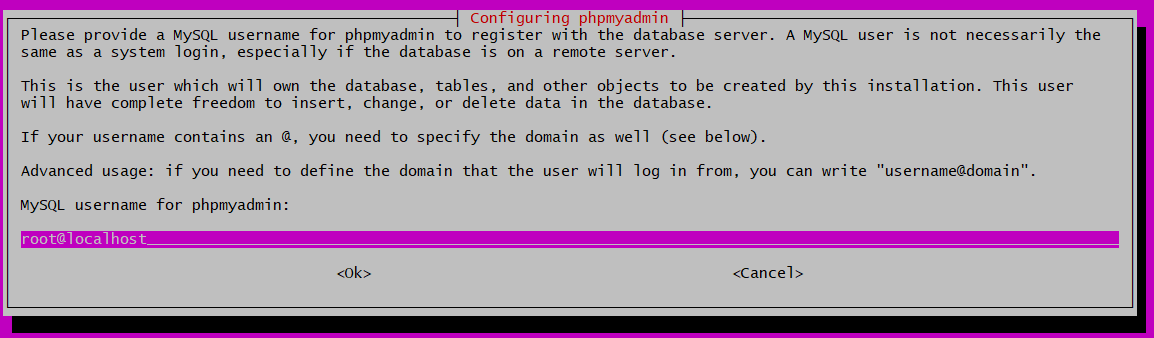 Configuring phpmyadmin
Please provide a MySQL username for phpmyadmin to register with the database server. A MySQL user is not necessarily the
same as a system login, especially if the database is on a remote server.
This is the user which will own the database, tables, and other objects to be created by this installation. This user
will have complete freedom to insert, change, or delete data in the database.
If your username contains an @, you need to specify the domain as well (see below).
Advanced usage: if you need to define the domain that the user will log in from, you can write "username@domain".
MySQL username for phpmyadmin:
root@localhost
<Ok> <Cancel>